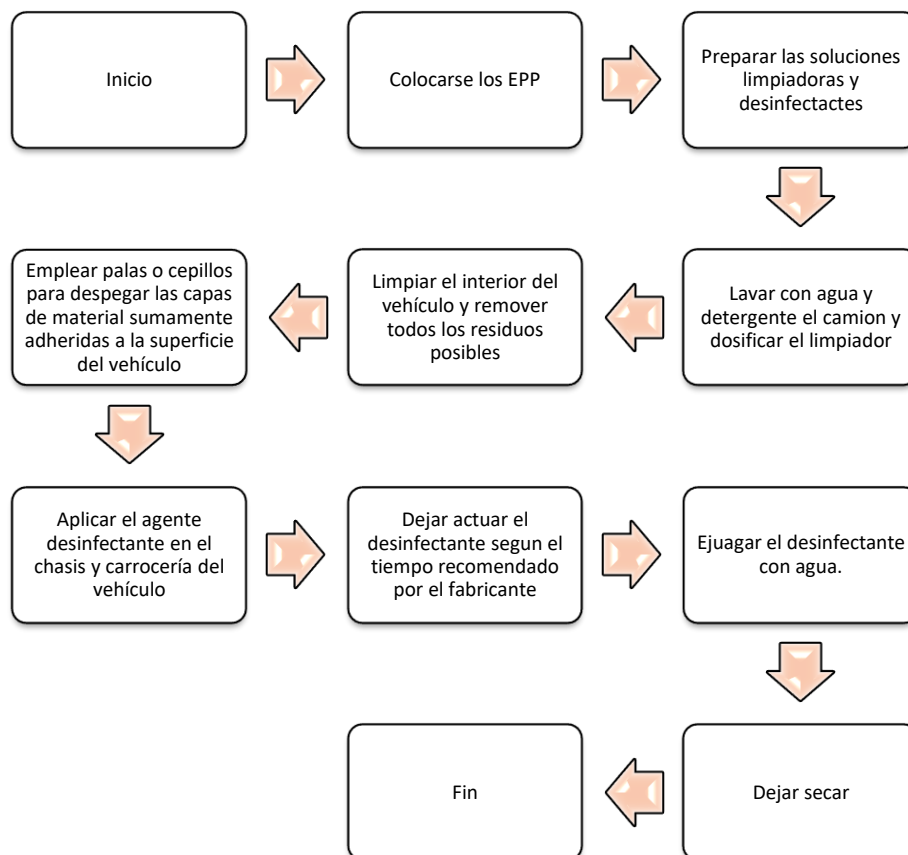 Inicio
Colocarse los EPP
Preparar las soluciones
limpiadoras y
desinfectactes
Lavar con agua y
detergente el camion y
dosificar el limpiador
Limpiar el interior del
vehículo y remover
todos los residuos
posibles
Emplear palas o cepillos
para despegar las capas
de material sumamente
adheridas a la superficie
del vehículo
Aplicar el agente
desinfectante en el
chasis y carrocería del
vehículo
Dejar actuar el
desinfectante segun el
tiempo recomendado
por el fabricante
Ejuagar el desinfectante
con agua.
Dejar secar
Fin